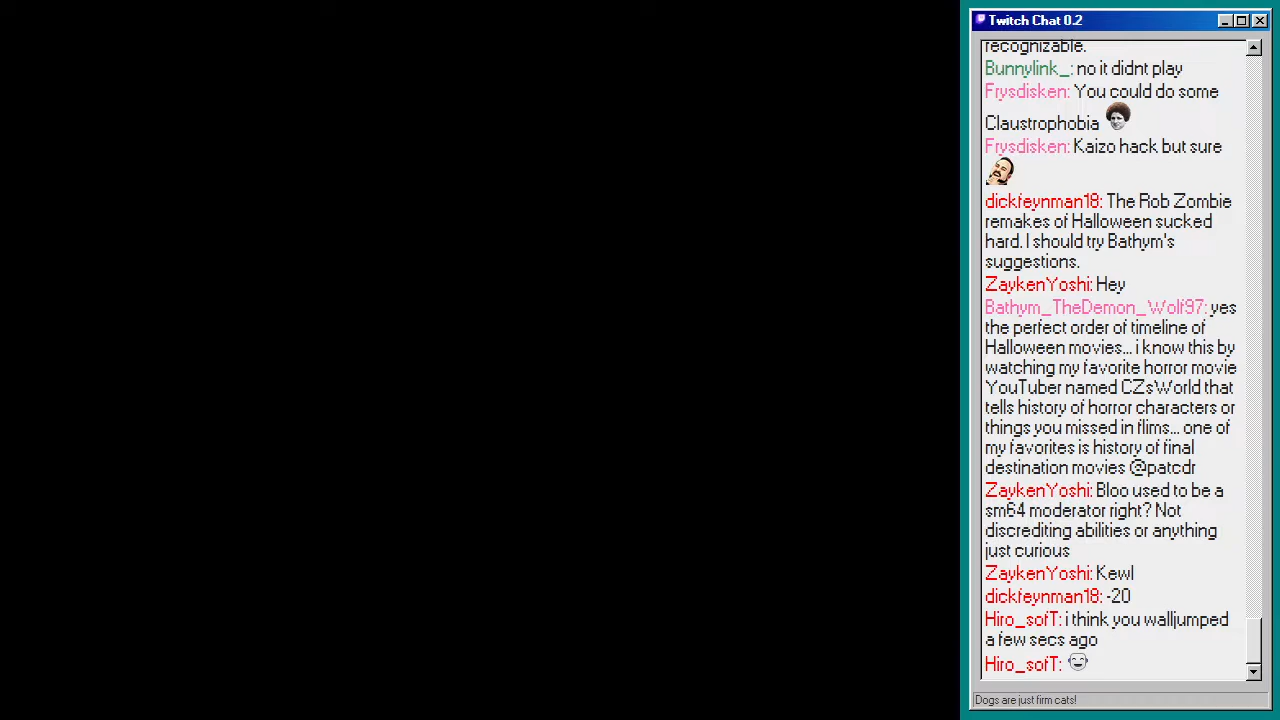 Twitch Chat 0.2
recognizable.
Bunnylink_: no it didnt play
Frysdisken: You could do some
Claustrophobia
Frysdisken: Kaizo hack but sure
dickfeynman18: The Rob Zombie
remakes of Halloween sucked
hard. I should try Bathym's
suggestions.
ZaykenYoshi: Hey
Bathym_TheDemon_Wolf97: yes
the perfect order of timeline of
Halloween movies... i know this by
watching my favorite horror movie
YouTuber named CZsWorld that
tells history of horror characters or
things you missed in flims... one of
my favorites is history of final
destination movies @patcdr
ZaykenYoshi: Bloo used to be a
sm64 moderator right? Not
discrediting abilities or anything
just curious
ZaykenYoshi: Kewl
dickfeynman18: -20
Hiro_sofT: i think you walljumped
a few secs ago
Hiro_sofT:
Dogs are just firm cats!